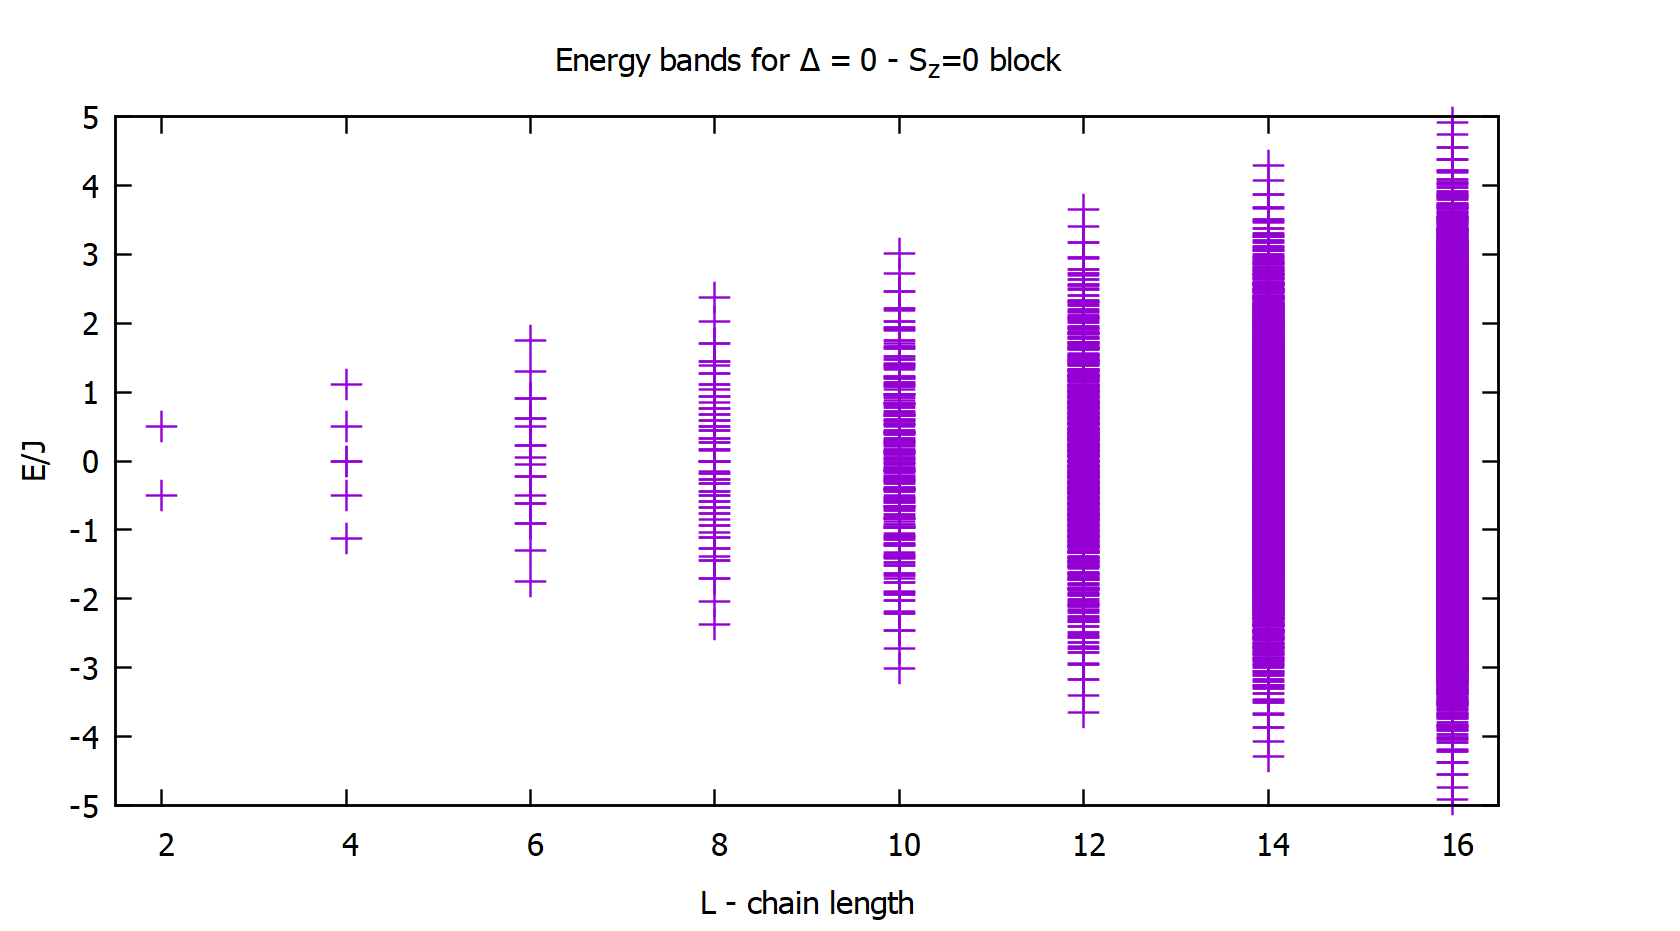 Energy bands for Δ = 0 - S_z=0 block
5
4
3
2
1
0
-1
-2
-3
-4
-5
E/J
2 4 6 8 10 12 14 16
L - chain length